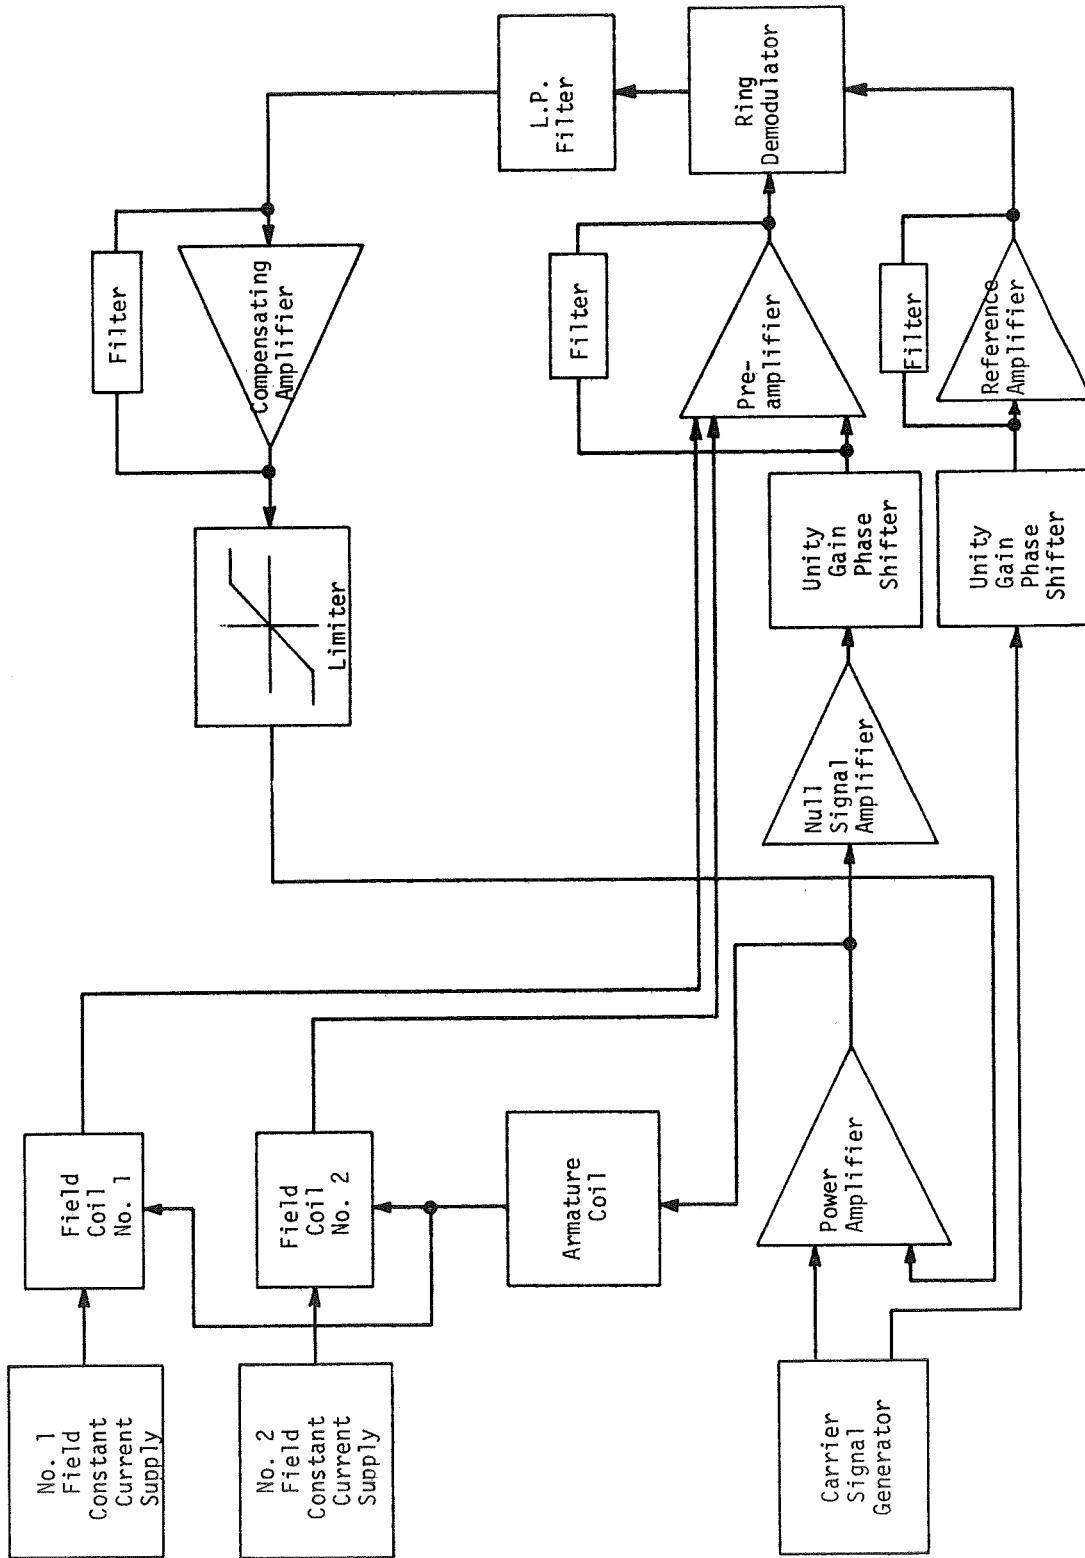 No. 1
Field
Constant
Current
Supply
Field
Coil
No. 1
No. 2
Field
Constant
Current
Supply
Field
Coil
No. 2
Armature
Coil
Carrier
Signal
Generator
Power
Amplifier
Null
Signal
Amplifier
Unity
Gain
Phase
Shifter
Unity
Gain
Phase
Shifter
Limiter
Filter
Compensating
Amplifier
Filter
Pre-
amplifier
Filter
Reference
Amplifier
L.P.
Filter
Ring
Demodulator